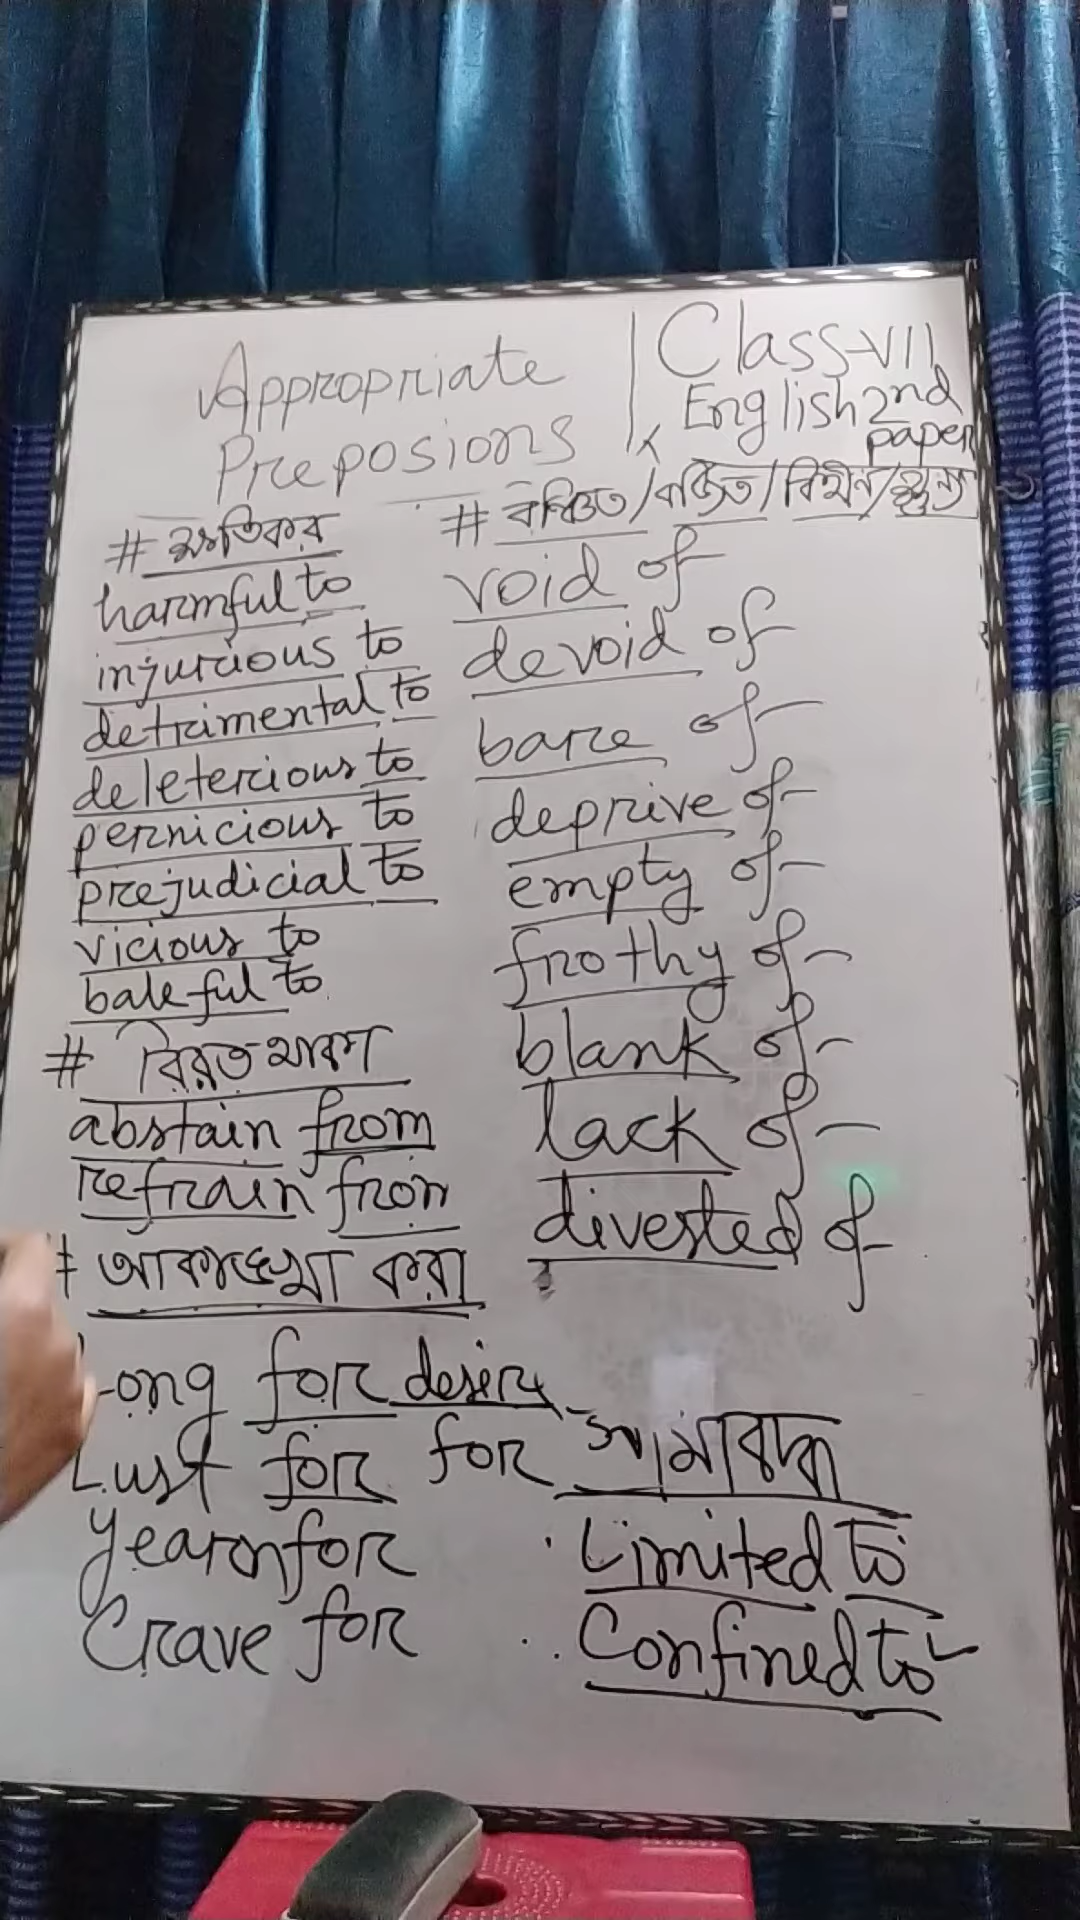 Appropriate
Preposions
Class-VII
English 2nd
paper
# ক্ষতিকর
harmful to
injurious to
detrimental to
deleterious to
pernicious to
prejudicial to
vicious to
baleful to
# বিরত থাকা
abstain from
refrain from
# আকাঙ্খা করা
Long for desire
Lust for for
Yearn for
Crave for
# বঞ্চিত/বর্জিত/বিহীন/শূন্য
void of
devoid of
bare of
deprive of
empty of
frothy of
blank of
lack of
divested of
সীমাবদ্ধ
Limited to
Confined to